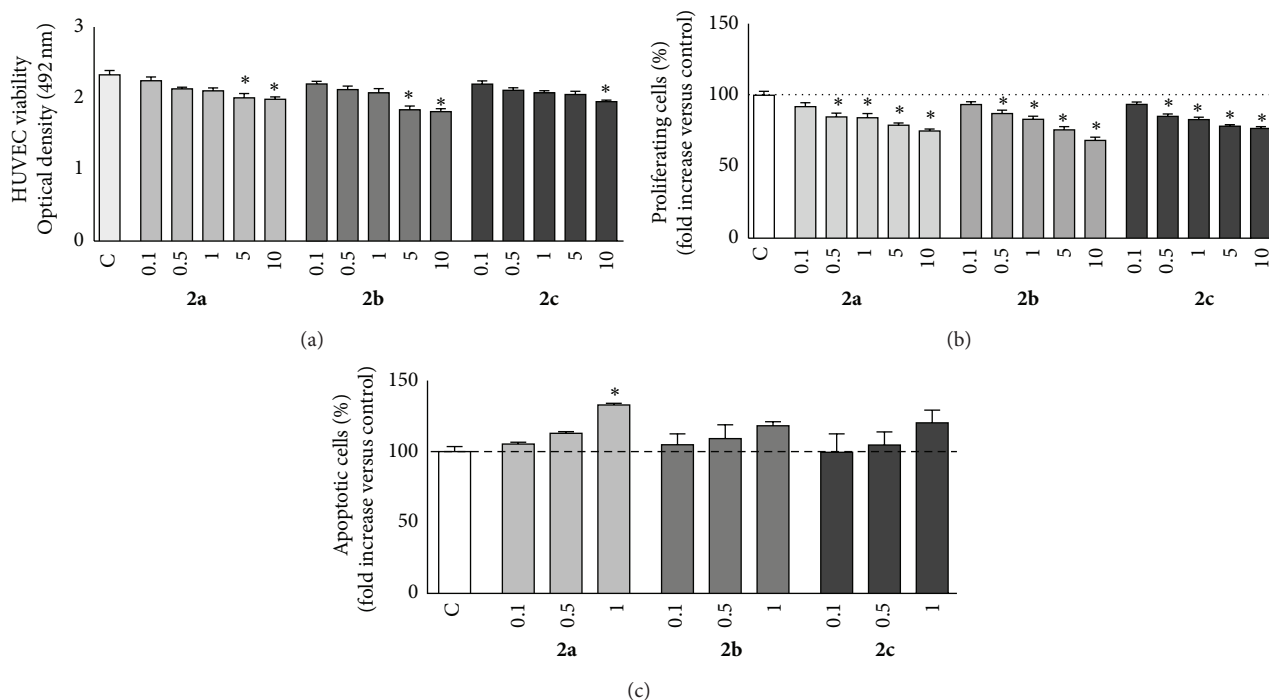 3
2
1
0
HUVEC viability
Optical density (492 nm)
* * * * *
C 0.1 0.5 1 5 10 0.1 0.5 1 5 10 0.1 0.5 1 5 10
2a 2b 2c
(a)
150
100
50
0
Proliferating cells (%)
(fold increase versus control)
* * * * * * * * * * * *
C 0.1 0.5 1 5 10 0.1 0.5 1 5 10 0.1 0.5 1 5 10
2a 2b 2c
(b)
150
100
50
0
Apoptotic cells (%)
(fold increase versus control)
*
C 0.1 0.5 1 0.1 0.5 1 0.1 0.5 1
2a 2b 2c
(c)